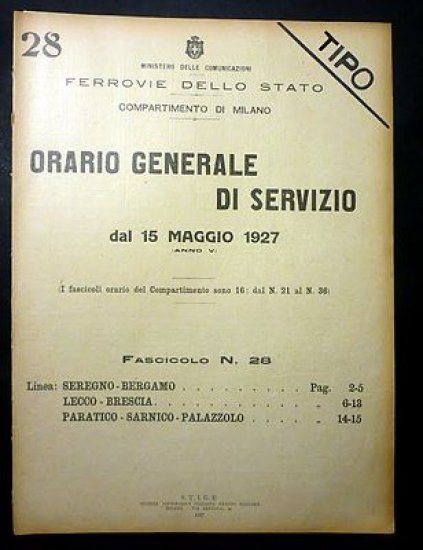 28
TIPO
MINISTERO DELLE COMUNICAZIONI
FERROVIE DELLO STATO
COMPARTIMENTO DI MILANO
ORARIO GENERALE
DI SERVIZIO
dal 15 MAGGIO 1927
(ANNO V)
(I fascicoli orario del Compartimento sono 16: dal N. 21 al N. 36)
FASCICOLO N. 28
Linea: SEREGNO-BERGAMO . . . . . . . . . . Pag. 2-5
LECCO-BRESCIA. . . . . . . . . . . . „ 6-13
PARATICO-SARNICO-PALAZZOLO . . . . . „ 14-15
S.T.I.G.E.
1927